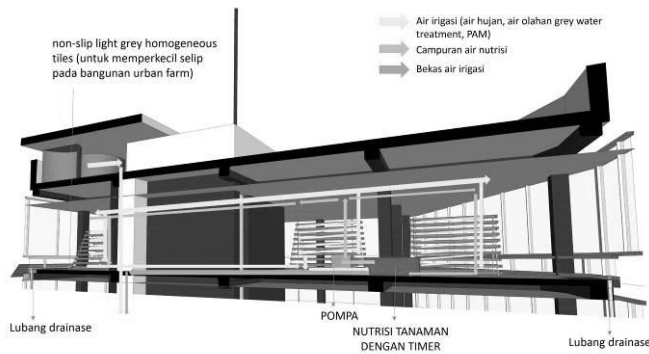 non-slip light grey homogeneous
tiles (untuk memperkecil selip
pada bangunan urban farm)
Air irigasi (air hujan, air olahan grey water
treatment, PAM)
Campuran air nutrisi
Bekas air irigasi
Lubang drainase
POMPA
NUTRISI TANAMAN
DENGAN TIMER
Lubang drainase